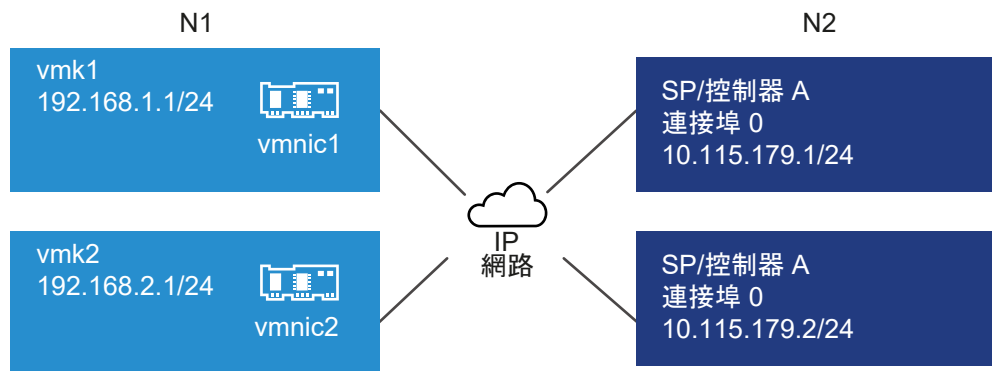 N1
N2
vmk1
192.168.1.1/24
vmnic1
SP/控制器 A
連接埠 0
10.115.179.1/24
IP
網路
vmk2
192.168.2.1/24
vmnic2
SP/控制器 A
連接埠 0
10.115.179.2/24